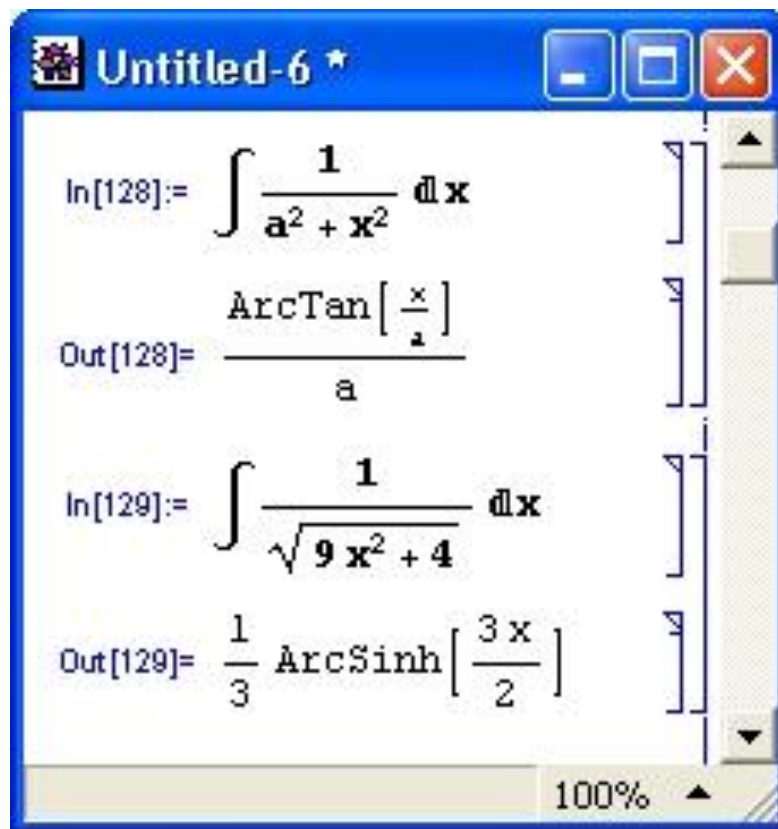 Untitled-6 *
In[128]:= ∫ 1/(a² + x²) ⅆx
Out[128]= ArcTan[x/a]/a
In[129]:= ∫ 1/√(9 x² + 4) ⅆx
Out[129]= 1/3 ArcSinh[3 x/2]
100%